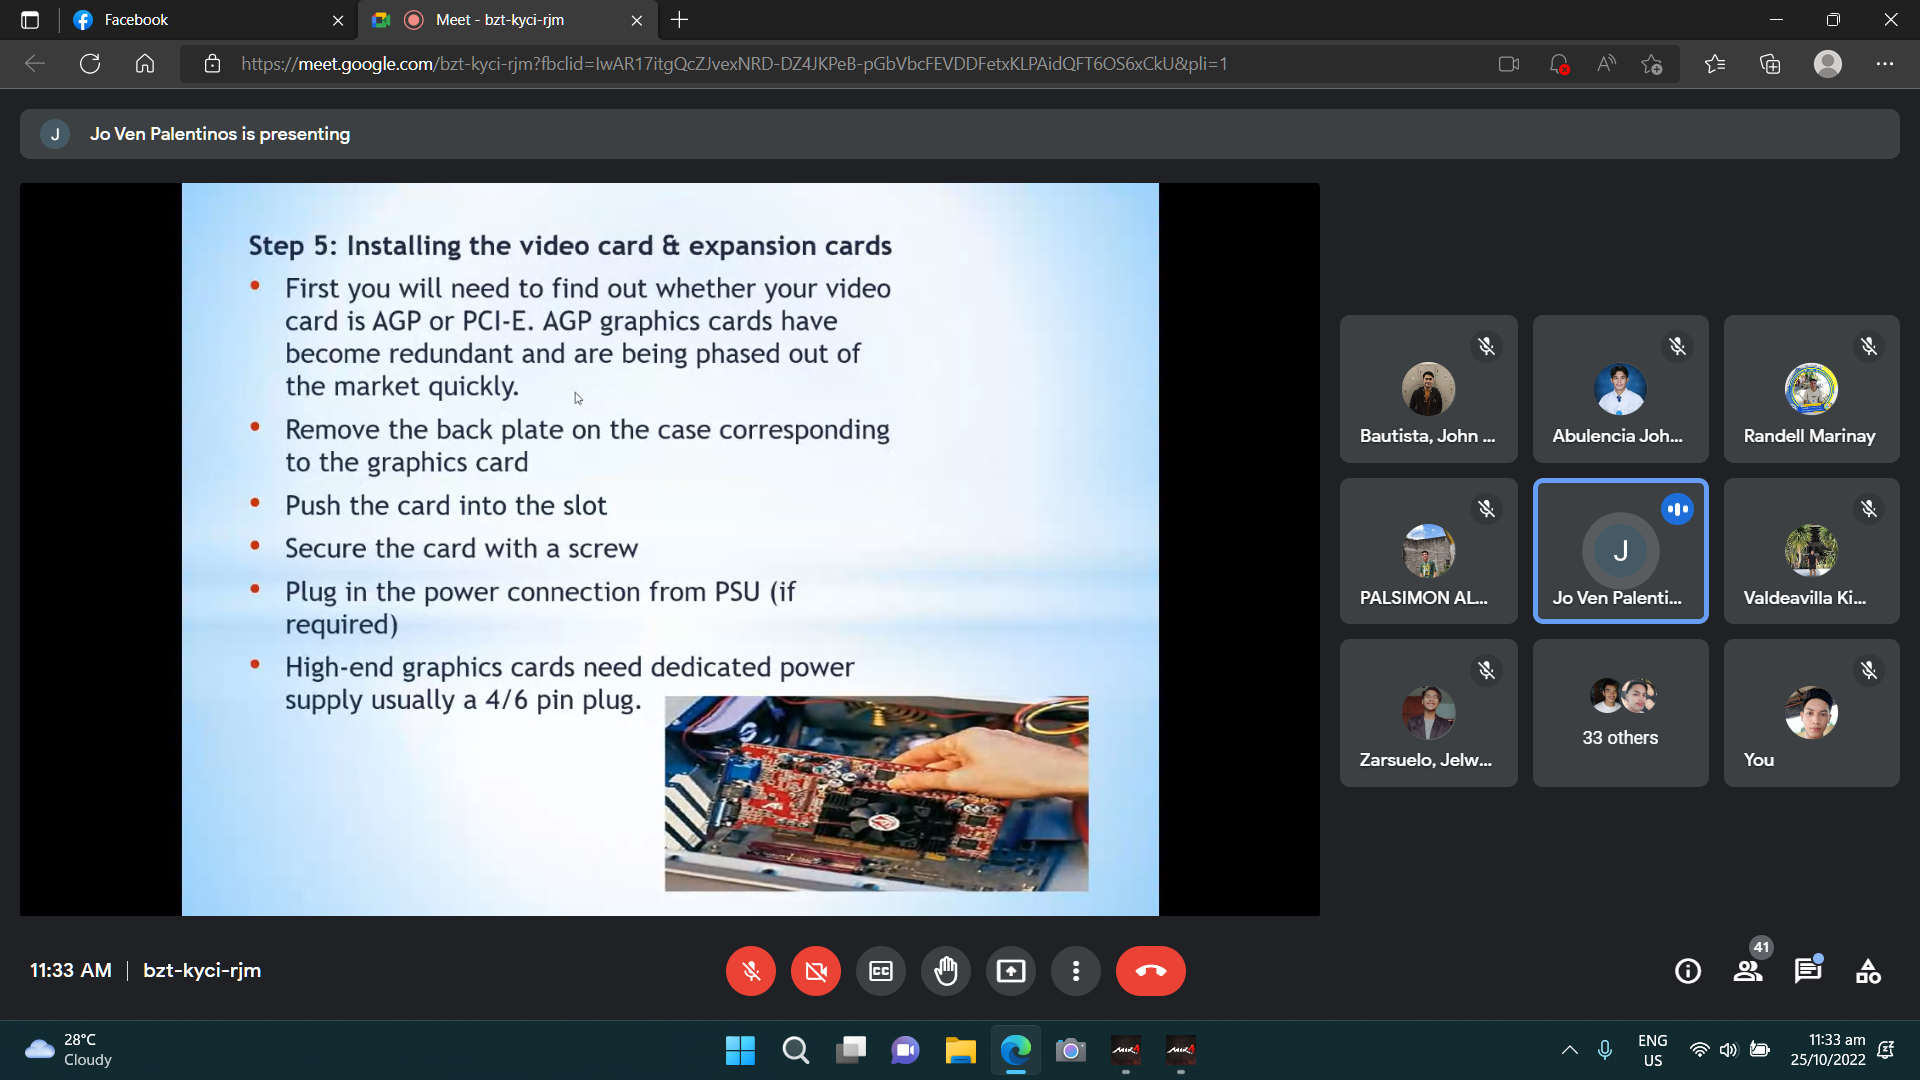 Facebook
Meet - bzt-kyci-rjm
https://meet.google.com/bzt-kyci-rjm?fbclid=IwAR17itgQcZJvexNRD-DZ4JKPeB-pGbVbcFEVDDFetxKLPAidQFT6OS6xCkU&pli=1
J
Jo Ven Palentinos is presenting
Step 5: Installing the video card & expansion cards
• First you will need to find out whether your video
card is AGP or PCI-E. AGP graphics cards have
become redundant and are being phased out of
the market quickly.
• Remove the back plate on the case corresponding
to the graphics card
• Push the card into the slot
• Secure the card with a screw
• Plug in the power connection from PSU (if
required)
• High-end graphics cards need dedicated power
supply usually a 4/6 pin plug.
Bautista, John ...
Abulencia Joh...
Randell Marinay
PALSIMON AL...
J
Jo Ven Palenti...
Valdeavilla Ki...
Zarsuelo, Jelw...
33 others
You
11:33 AM | bzt-kyci-rjm
CC
41
28°C
Cloudy
MIR4
MIR4
ENG
US
11:33 am
25/10/2022